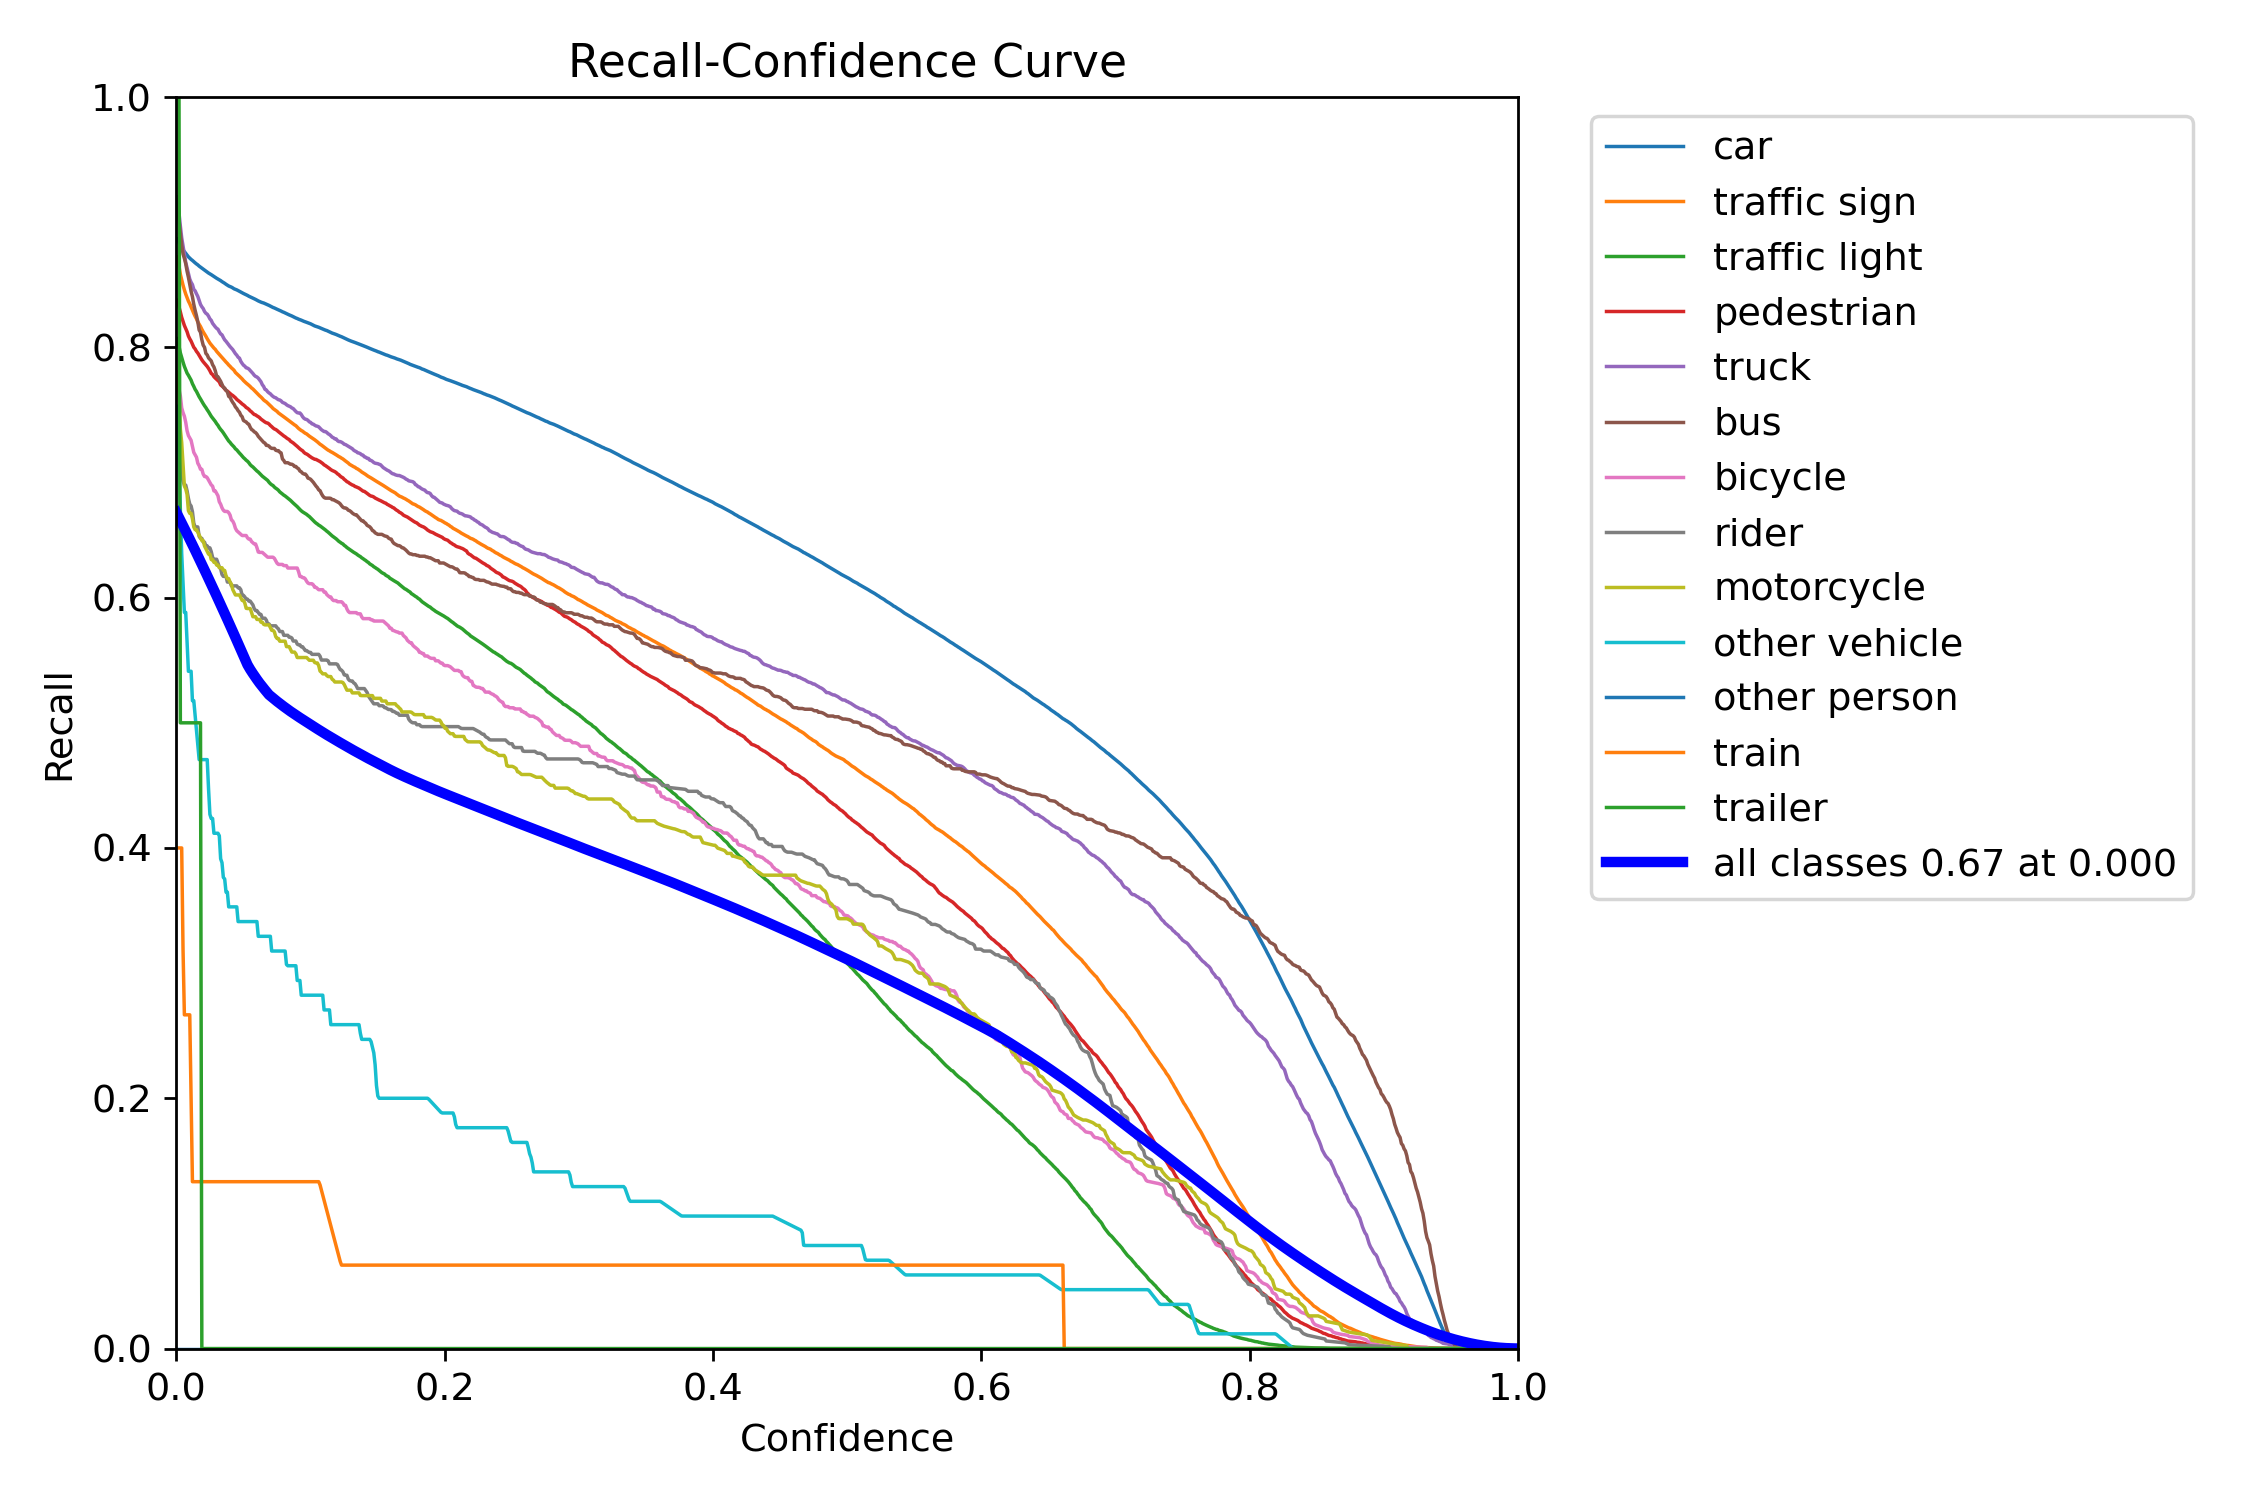 Recall-Confidence Curve
1.0
0.8
0.6
0.4
0.2
0.0
Recall
0.0 0.2 0.4 0.6 0.8 1.0
Confidence
car
traffic sign
traffic light
pedestrian
truck
bus
bicycle
rider
motorcycle
other vehicle
other person
train
trailer
all classes 0.67 at 0.000